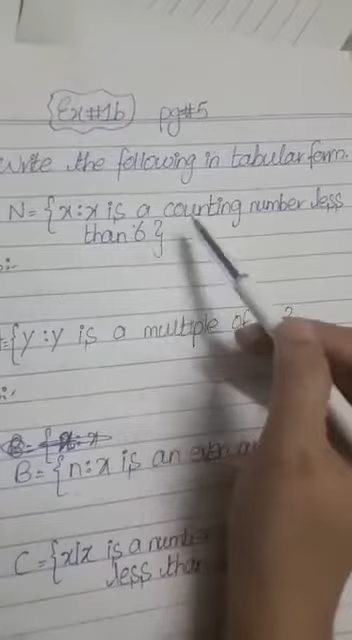 Ex#1b pg#5
Write the following in tabular form.
N={x:x is a counting number less
than 6}
={y:y is a multiple of
B={n:x is an even
C={x/x is a number
less than